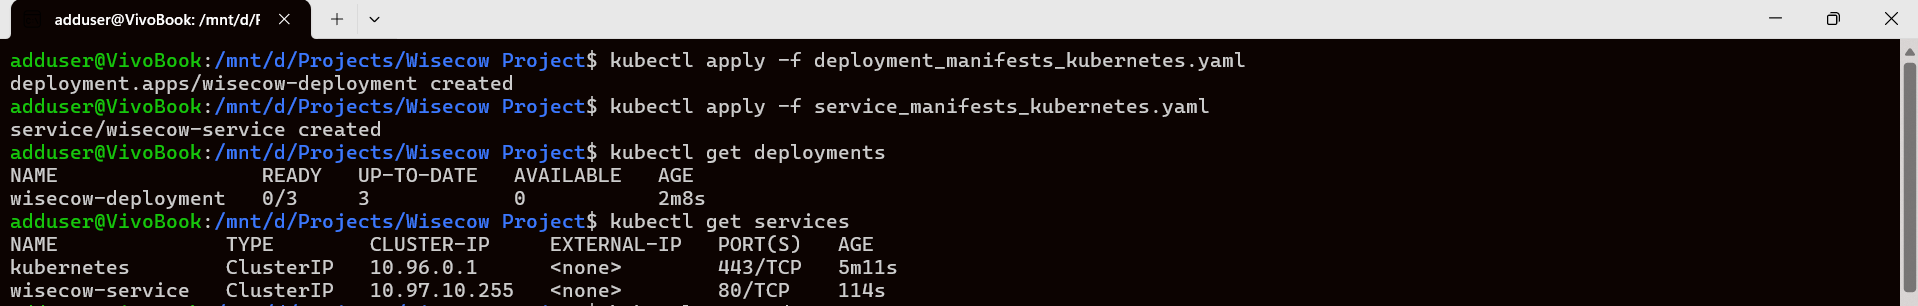 adduser@VivoBook: /mnt/d/F
adduser@VivoBook:/mnt/d/Projects/Wisecow Project$ kubectl apply -f deployment_manifests_kubernetes.yaml
deployment.apps/wisecow-deployment created
adduser@VivoBook:/mnt/d/Projects/Wisecow Project$ kubectl apply -f service_manifests_kubernetes.yaml
service/wisecow-service created
adduser@VivoBook:/mnt/d/Projects/Wisecow Project$ kubectl get deployments
NAME                 READY   UP-TO-DATE   AVAILABLE   AGE
wisecow-deployment   0/3     3            0           2m8s
adduser@VivoBook:/mnt/d/Projects/Wisecow Project$ kubectl get services
NAME              TYPE        CLUSTER-IP     EXTERNAL-IP   PORT(S)   AGE
kubernetes        ClusterIP   10.96.0.1      <none>        443/TCP   5m11s
wisecow-service   ClusterIP   10.97.10.255   <none>        80/TCP    114s